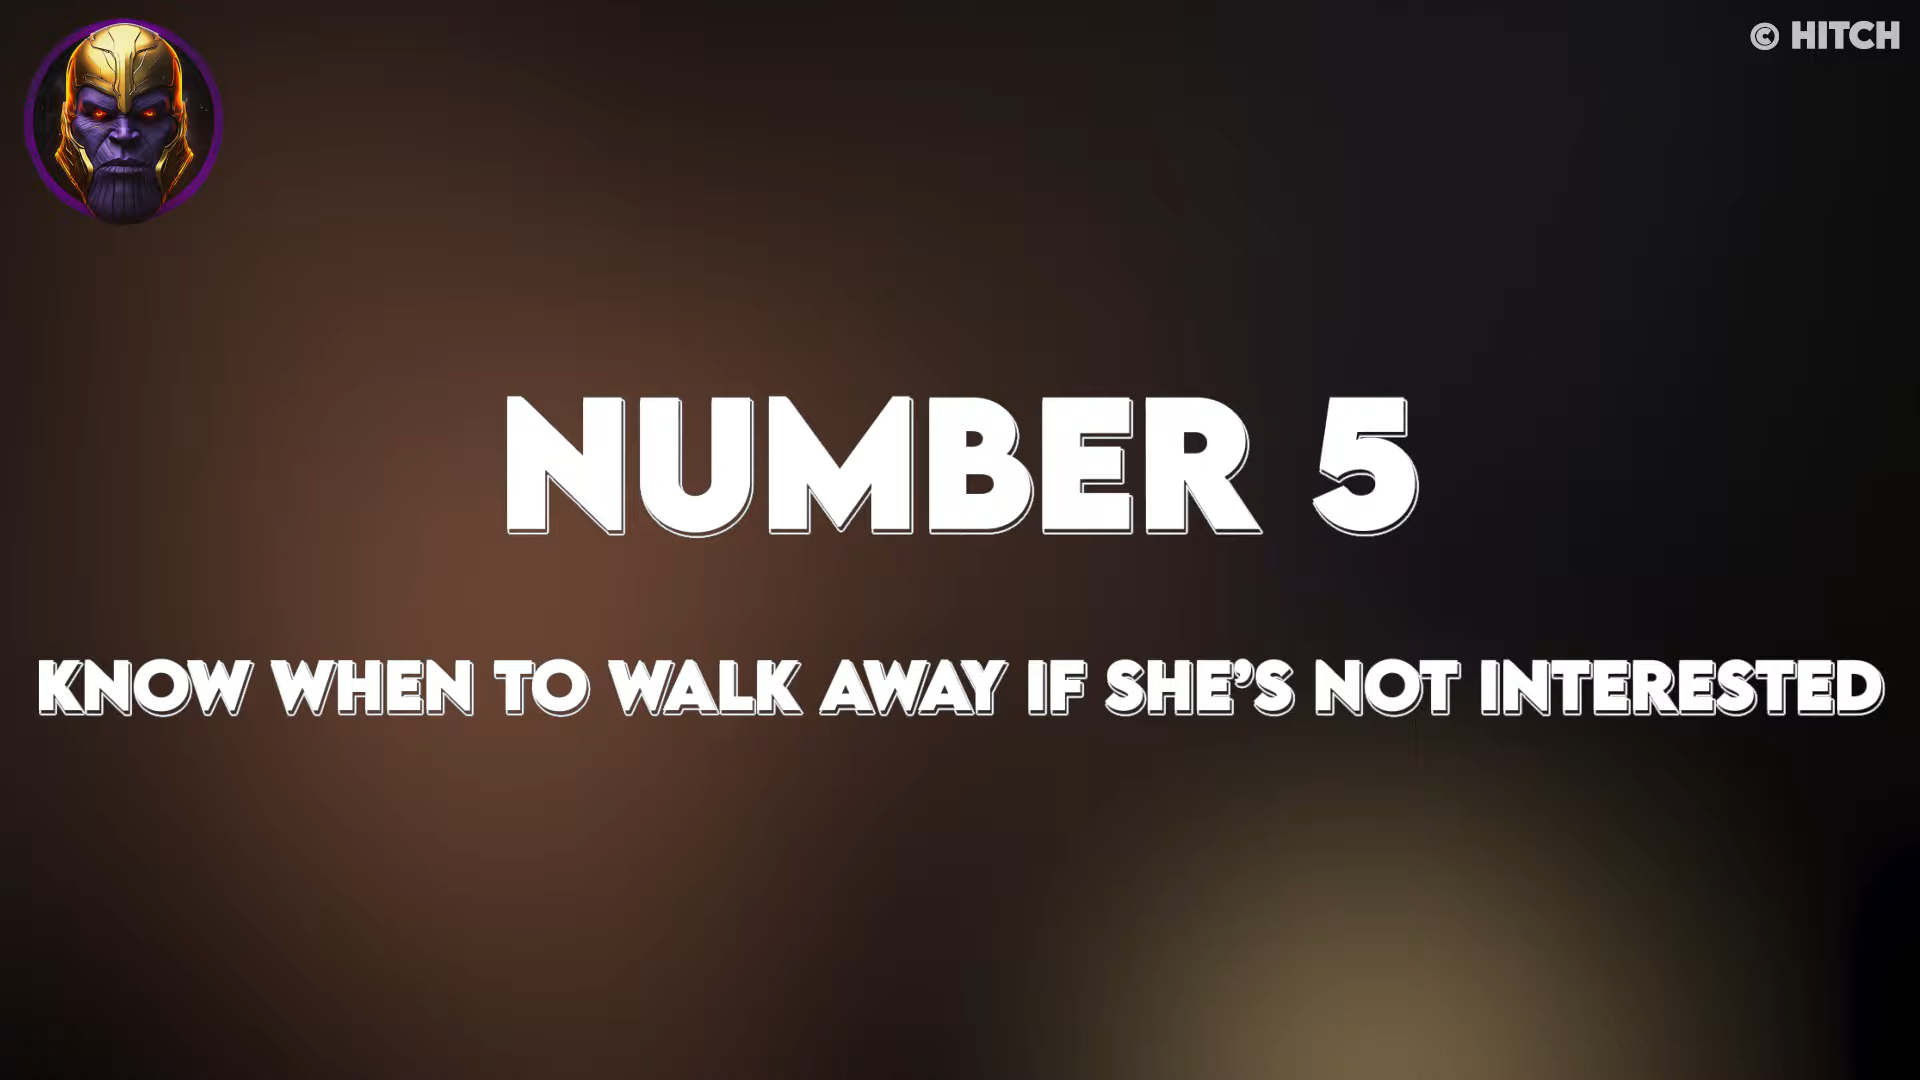 © HITCH
NUMBER 5
KNOW WHEN TO WALK AWAY IF SHE’S NOT INTERESTED